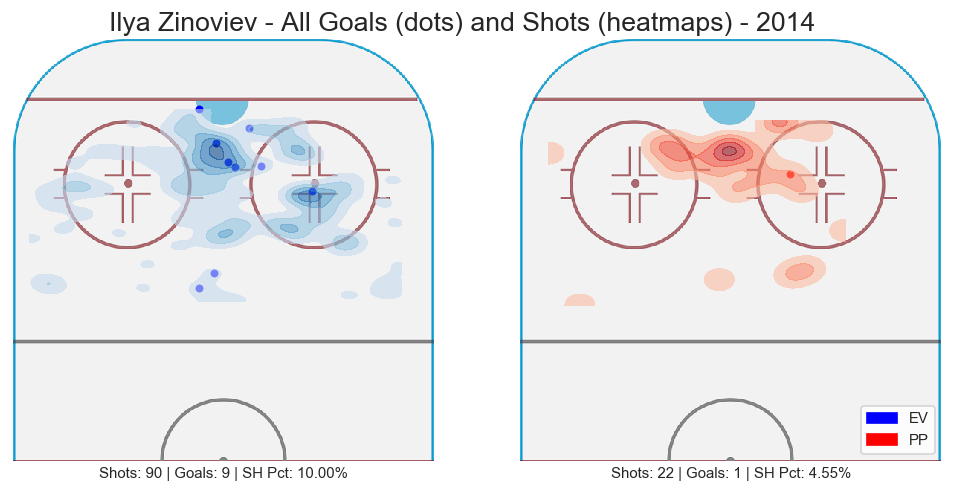 Ilya Zinoviev - All Goals (dots) and Shots (heatmaps) - 2014
EV
PP
Shots: 90 | Goals: 9 | SH Pct: 10.00%
Shots: 22 | Goals: 1 | SH Pct: 4.55%